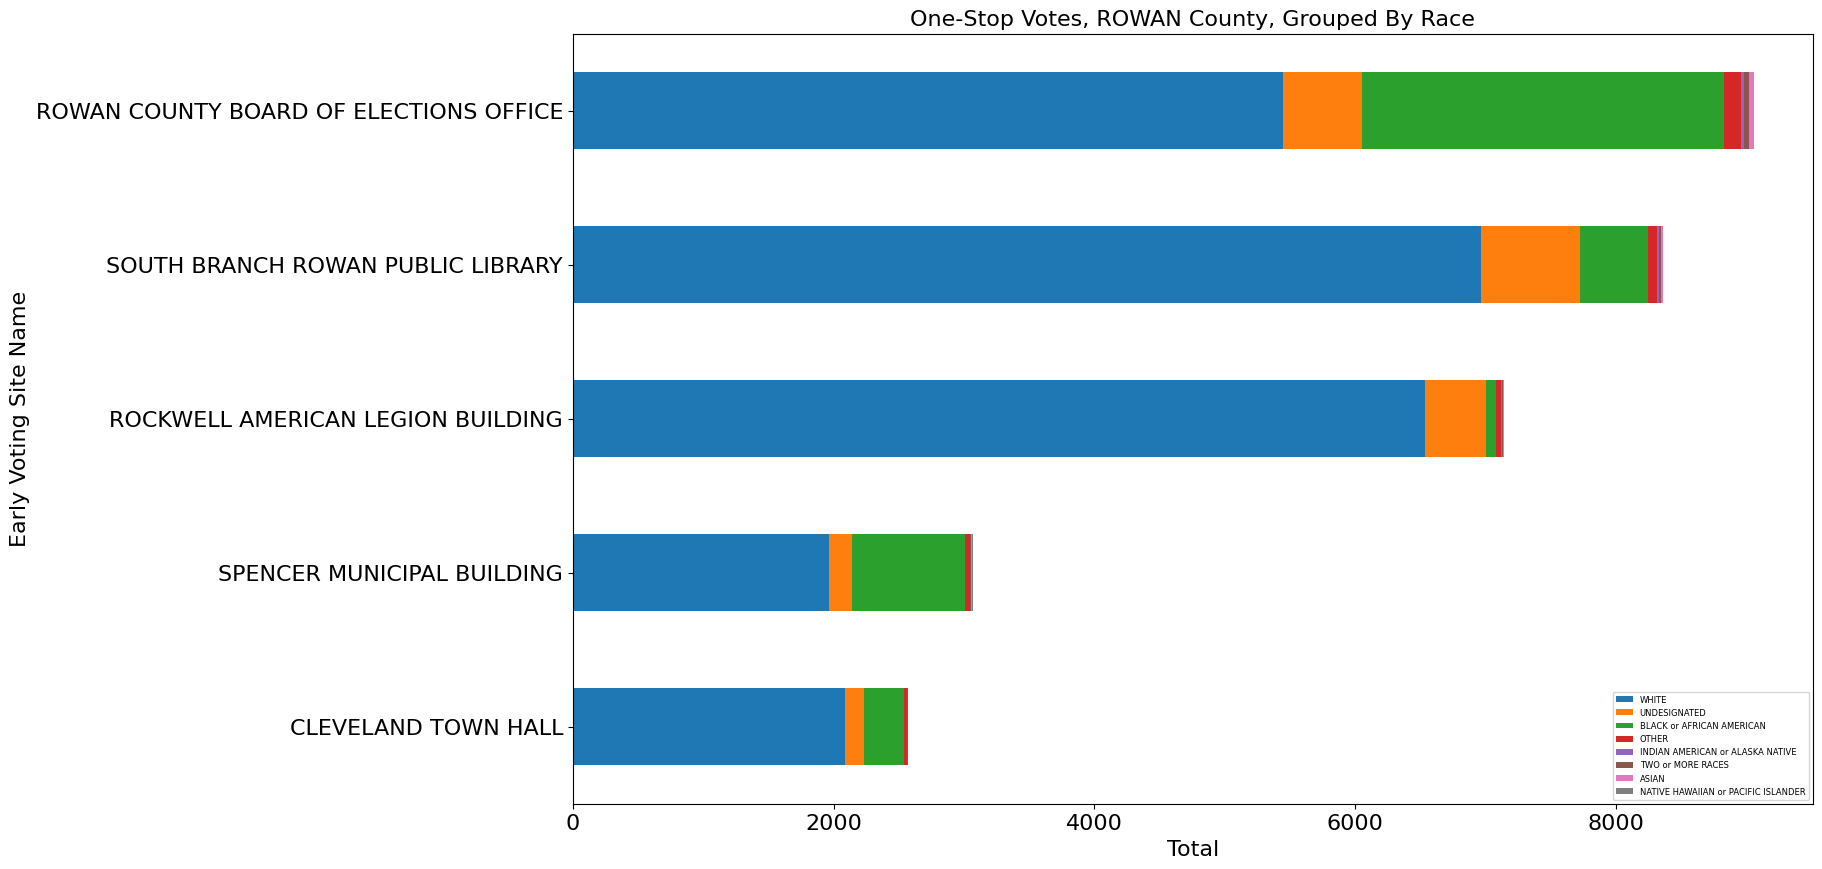 One-Stop Votes, ROWAN County, Grouped By Race
ROWAN COUNTY BOARD OF ELECTIONS OFFICE
SOUTH BRANCH ROWAN PUBLIC LIBRARY
ROCKWELL AMERICAN LEGION BUILDING
SPENCER MUNICIPAL BUILDING
CLEVELAND TOWN HALL
Early Voting Site Name
WHITE
UNDESIGNATED
BLACK or AFRICAN AMERICAN
OTHER
INDIAN AMERICAN or ALASKA NATIVE
TWO or MORE RACES
ASIAN
NATIVE HAWAIIAN or PACIFIC ISLANDER
0 2000 4000 6000 8000
Total